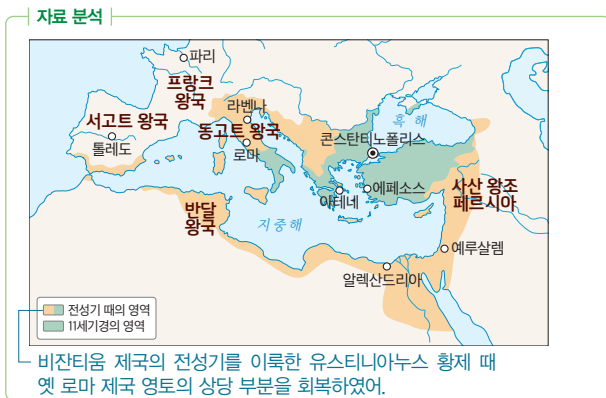 자료 분석
파리
프랑크
왕국
라벤나
흑해
서고트 왕국
동고트 왕국
콘스탄티노폴리스
톨레도
로마
에페소스
사산 왕조
페르시아
아테네
반달
왕국
지중해
예루살렘
알렉산드리아
전성기 때의 영역
11세기경의 영역
비잔티움 제국의 전성기를 이룩한 유스티니아누스 황제 때
옛 로마 제국 영토의 상당 부분을 회복하였어.